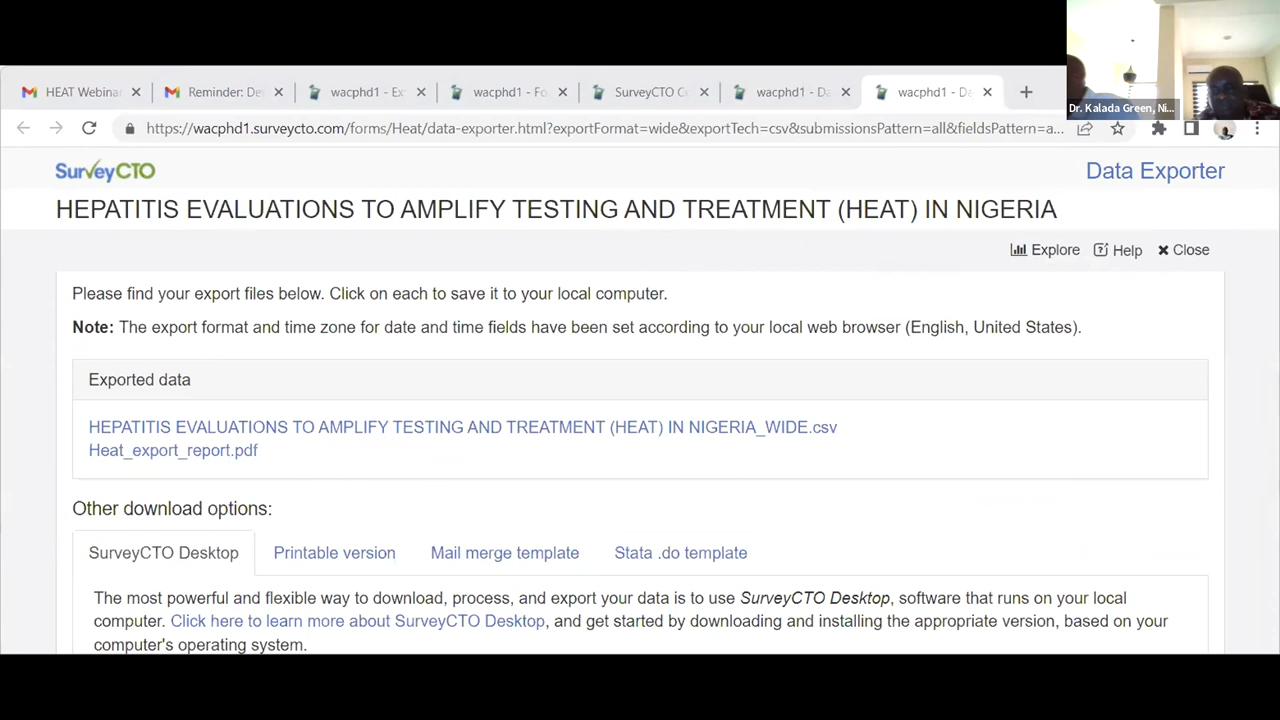 HEAT Webinar
Reminder: De
wacphd1 - Ex
wacphd1 - Fo
SurveyCTO C
wacphd1 - Da
wacphd1 - Da
Dr. Kalada Green, Ni...
https://wacphd1.surveycto.com/forms/Heat/data-exporter.html?exportFormat=wide&exportTech=csv&submissionsPattern=all&fieldsPattern=a...
SurveyCTO
Data Exporter
HEPATITIS EVALUATIONS TO AMPLIFY TESTING AND TREATMENT (HEAT) IN NIGERIA
Explore Help Close
Please find your export files below. Click on each to save it to your local computer.
Note: The export format and time zone for date and time fields have been set according to your local web browser (English, United States).
Exported data
HEPATITIS EVALUATIONS TO AMPLIFY TESTING AND TREATMENT (HEAT) IN NIGERIA_WIDE.csv
Heat_export_report.pdf
Other download options:
SurveyCTO Desktop Printable version Mail merge template Stata .do template
The most powerful and flexible way to download, process, and export your data is to use SurveyCTO Desktop, software that runs on your local
computer. Click here to learn more about SurveyCTO Desktop, and get started by downloading and installing the appropriate version, based on your
computer's operating system.